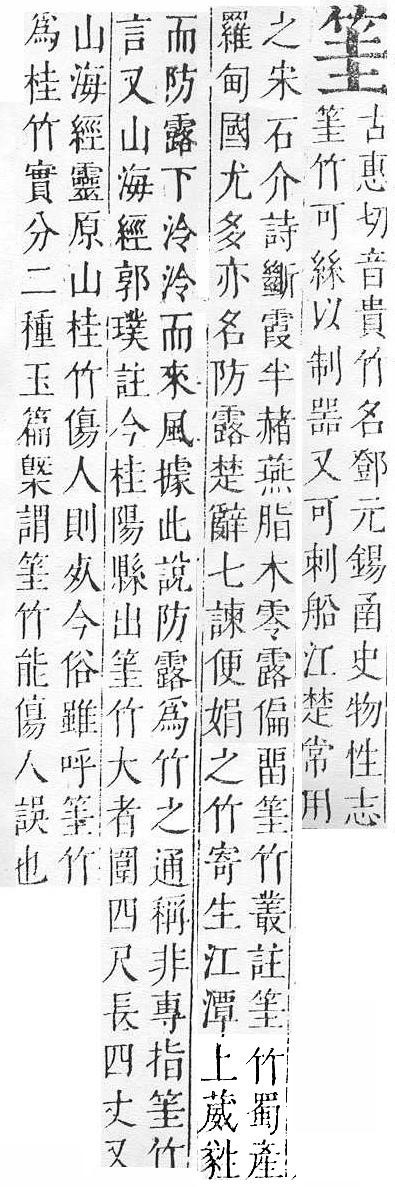 筀
古惠切音貴竹名鄧元錫函史物性志
筀竹可絲以制器又可刺船江楚常用
之宋石介詩斷霞半赭燕脂木零露偏畱筀竹叢註筀竹蜀產
羅甸國尤多亦名防露楚辭七諫便娟之竹寄生江潭上葳蕤
而防露下泠泠而來風據此說防露爲竹之通稱非專指筀竹
言又山海經郭璞註今桂陽縣出筀竹大者圍四尺長四丈又
山海經靈原山桂竹傷人則死今俗雖呼筀竹
爲桂竹實分二種玉篇槩謂筀竹能傷人誤也